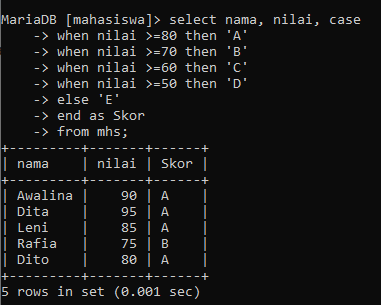 MariaDB [mahasiswa]> select nama, nilai, case
    -> when nilai >=80 then 'A'
    -> when nilai >=70 then 'B'
    -> when nilai >=60 then 'C'
    -> when nilai >=50 then 'D'
    -> else 'E'
    -> end as Skor
    -> from mhs;
+---------+-------+------+
| nama    | nilai | Skor |
+---------+-------+------+
| Awalina |    90 | A    |
| Dita    |    95 | A    |
| Leni    |    85 | A    |
| Rafia   |    75 | B    |
| Dito    |    80 | A    |
+---------+-------+------+
5 rows in set (0.001 sec)